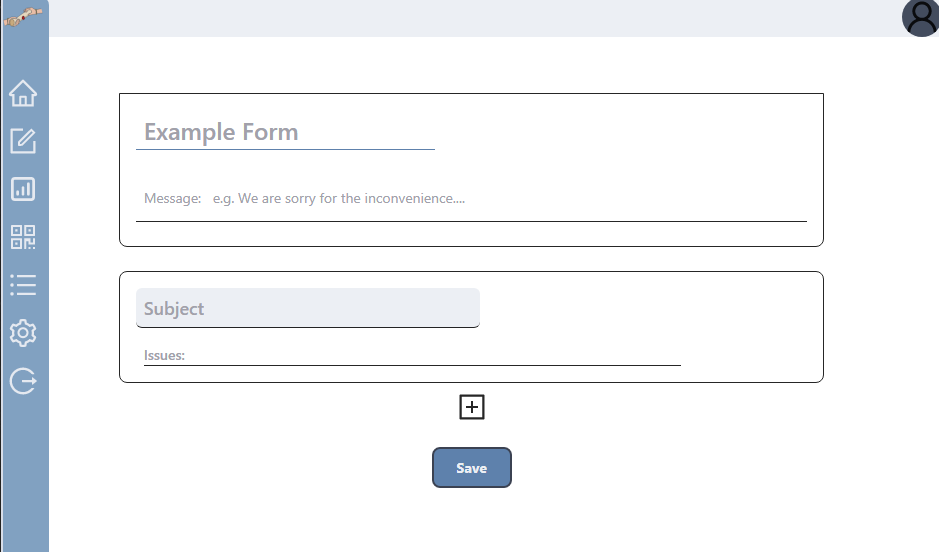 Example Form
Message: e.g. We are sorry for the inconvenience....
Subject
Issues:
Save